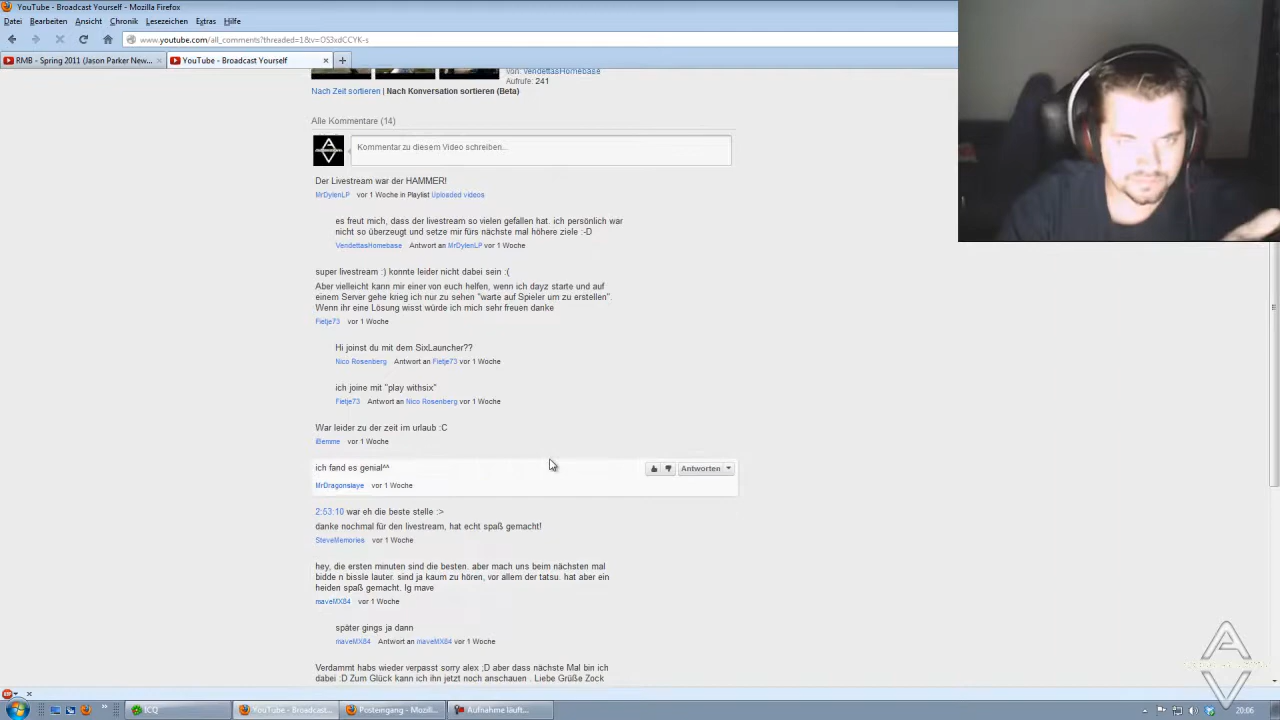 YouTube - Broadcast Yourself - Mozilla Firefox
Datei Bearbeiten Ansicht Chronik Lesezeichen Extras Hilfe
www.youtube.com/all_comments?threaded=1&v=OS3xdCCYK-s
RMB - Spring 2011 (Jason Parker New... YouTube - Broadcast Yourself
von: VendettasHomebase
Aufrufe: 241
Nach Zeit sortieren | Nach Konversation sortieren (Beta)
Alle Kommentare (14)
Kommentar zu diesem Video schreiben...
Der Livestream war der HAMMER!
MrDylenLP vor 1 Woche in Playlist Uploaded videos
es freut mich, dass der livestream so vielen gefallen hat. ich persönlich war
nicht so überzeugt und setze mir fürs nächste mal höhere ziele :-D
VendettasHomebase Antwort an MrDylenLP vor 1 Woche
super livestream :) konnte leider nicht dabei sein :(
Aber vielleicht kann mir einer von euch helfen, wenn ich dayz starte und auf
einem Server gehe krieg ich nur zu sehen "warte auf Spieler um zu erstellen".
Wenn ihr eine Lösung wisst würde ich mich sehr freuen danke
Fietje73 vor 1 Woche
Hi joinst du mit dem SixLauncher??
Nico Rosenberg Antwort an Fietje73 vor 1 Woche
ich joine mit "play withsix"
Fietje73 Antwort an Nico Rosenberg vor 1 Woche
War leider zu der zeit im urlaub :C
vor 1 Woche
ich fand es genial^^
Antworten
MrDragonslaye vor 1 Woche
2:53:10 war eh die beste stelle :>
danke nochmal für den livestream, hat echt spaß gemacht!
SteveMemories vor 1 Woche
hey, die ersten minuten sind die besten. aber mach uns beim nächsten mal
bidde n bissle lauter. sind ja kaum zu hören, vor allem der tatsu. hat aber ein
heiden spaß gemacht. lg mave
maveMX84 vor 1 Woche
später gings ja dann
maveMX84 Antwort an maveMX84 vor 1 Woche
Verdammt habs wieder verpasst sorry alex ;D aber dass nächste Mal bin ich
dabei :D Zum Glück kann ich ihn jetzt noch anschauen . Liebe Grüße Zock
ICQ YouTube - Broadcast... Posteingang - Mozill... Aufnahme läuft... 20:06